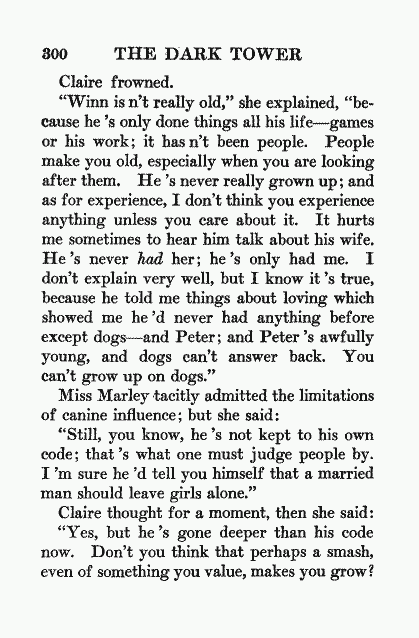 300 THE DARK TOWER
Claire frowned.
“Winn is n't really old,” she explained, “be-
cause he 's only done things all his life—games
or his work; it has n't been people. People
make you old, especially when you are looking
after them. He 's never really grown up; and
as for experience, I don't think you experience
anything unless you care about it. It hurts
me sometimes to hear him talk about his wife.
He 's never had her; he 's only had me. I
don't explain very well, but I know it 's true,
because he told me things about loving which
showed me he 'd never had anything before
except dogs—and Peter; and Peter 's awfully
young, and dogs can't answer back. You
can't grow up on dogs.”
Miss Marley tacitly admitted the limitations
of canine influence; but she said:
“Still, you know, he 's not kept to his own
code; that 's what one must judge people by.
I 'm sure he 'd tell you himself that a married
man should leave girls alone.”
Claire thought for a moment, then she said:
“Yes, but he 's gone deeper than his code
now. Don't you think that perhaps a smash,
even of something you value, makes you grow?